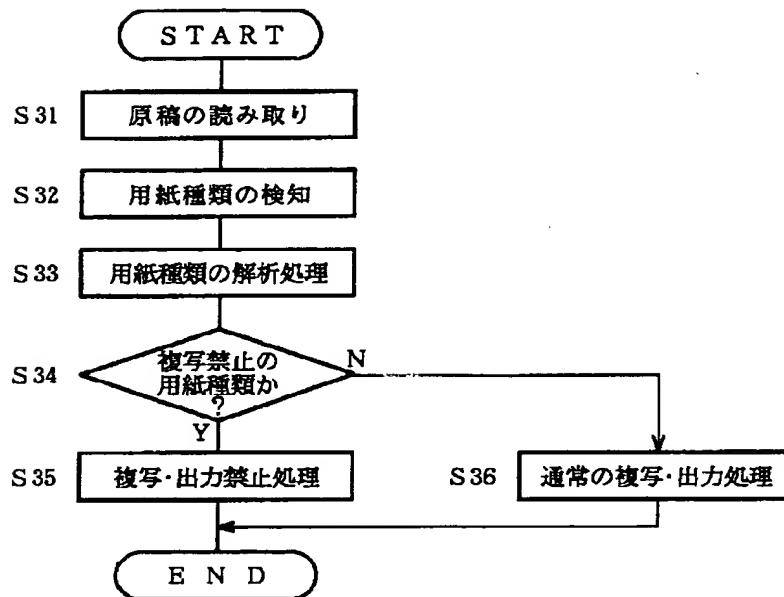 START
S31 原稿の読み取り
S32 用紙種類の検知
S33 用紙種類の解析処理
S34 複写禁止の
用紙種類か
?
N
Y
S35 複写・出力禁止処理
S36 通常の複写・出力処理
END